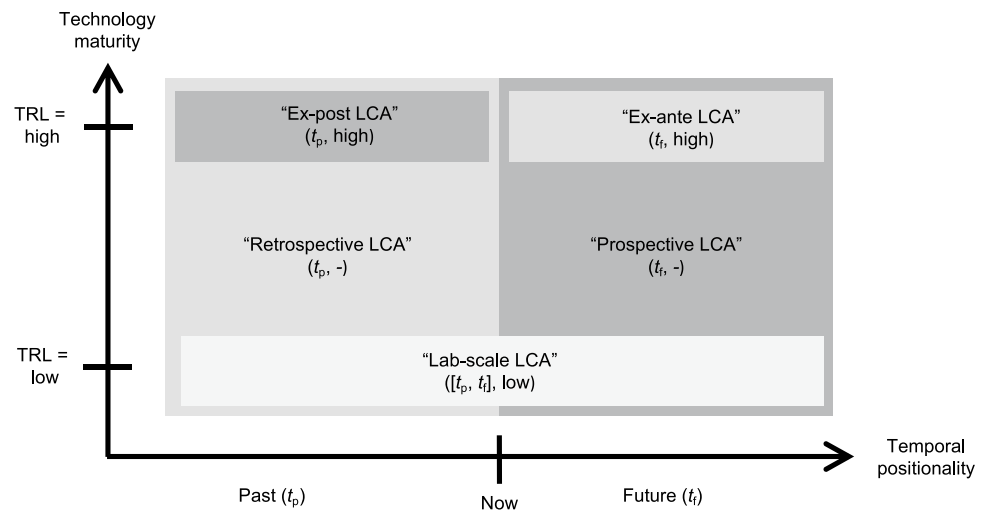 Technology
maturity
TRL =
high
“Ex-post LCA”
(tp, high)
“Ex-ante LCA”
(tf, high)
“Retrospective LCA”
(tp, -)
“Prospective LCA”
(tf, -)
TRL =
low
“Lab-scale LCA”
([tp, tf], low)
Temporal
positionality
Past (tp)
Now
Future (tf)